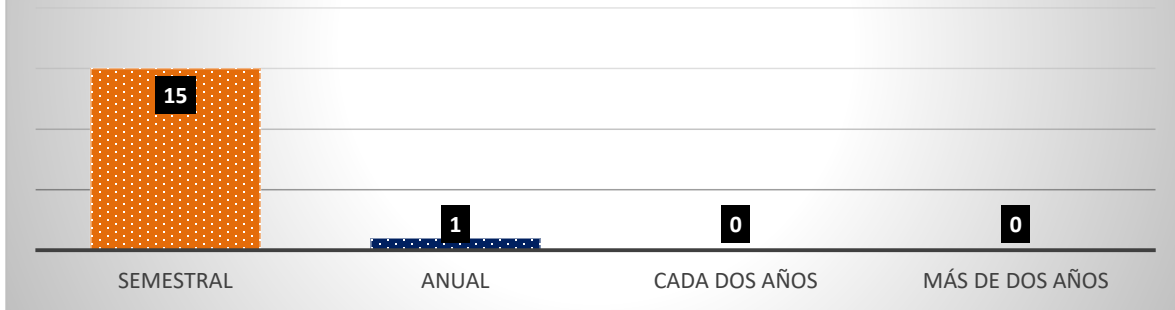 15
1
0
0
SEMESTRAL
ANUAL
CADA DOS AÑOS
MÁS DE DOS AÑOS